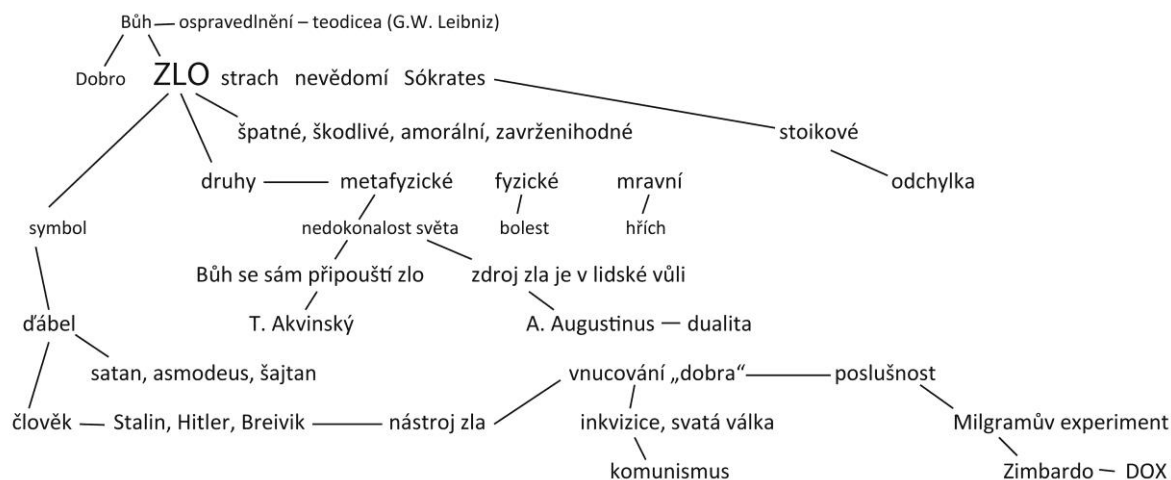 Bůh ospravedlnění – teodicea (G.W. Leibniz)
Dobro ZLO strach nevědomí Sókrates
špatné, škodlivé, amorální, zavrženihodné stoikové
druhy metafyzické fyzické mravní odchylka
symbol nedokonalost světa bolest hřích
Bůh se sám připouští zlo zdroj zla je v lidské vůli
ďábel T. Akvinský A. Augustinus — dualita
satan, asmodeus, šajtan vnucování „dobra“ poslušnost
člověk Stalin, Hitler, Breivik nástroj zla inkvizice, svatá válka Milgramův experiment
komunismus Zimbardo – DOX